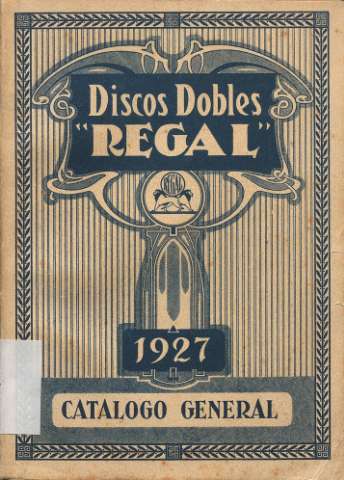 Discos Dobles
"REGAL"
1927
CATALOGO GENERAL